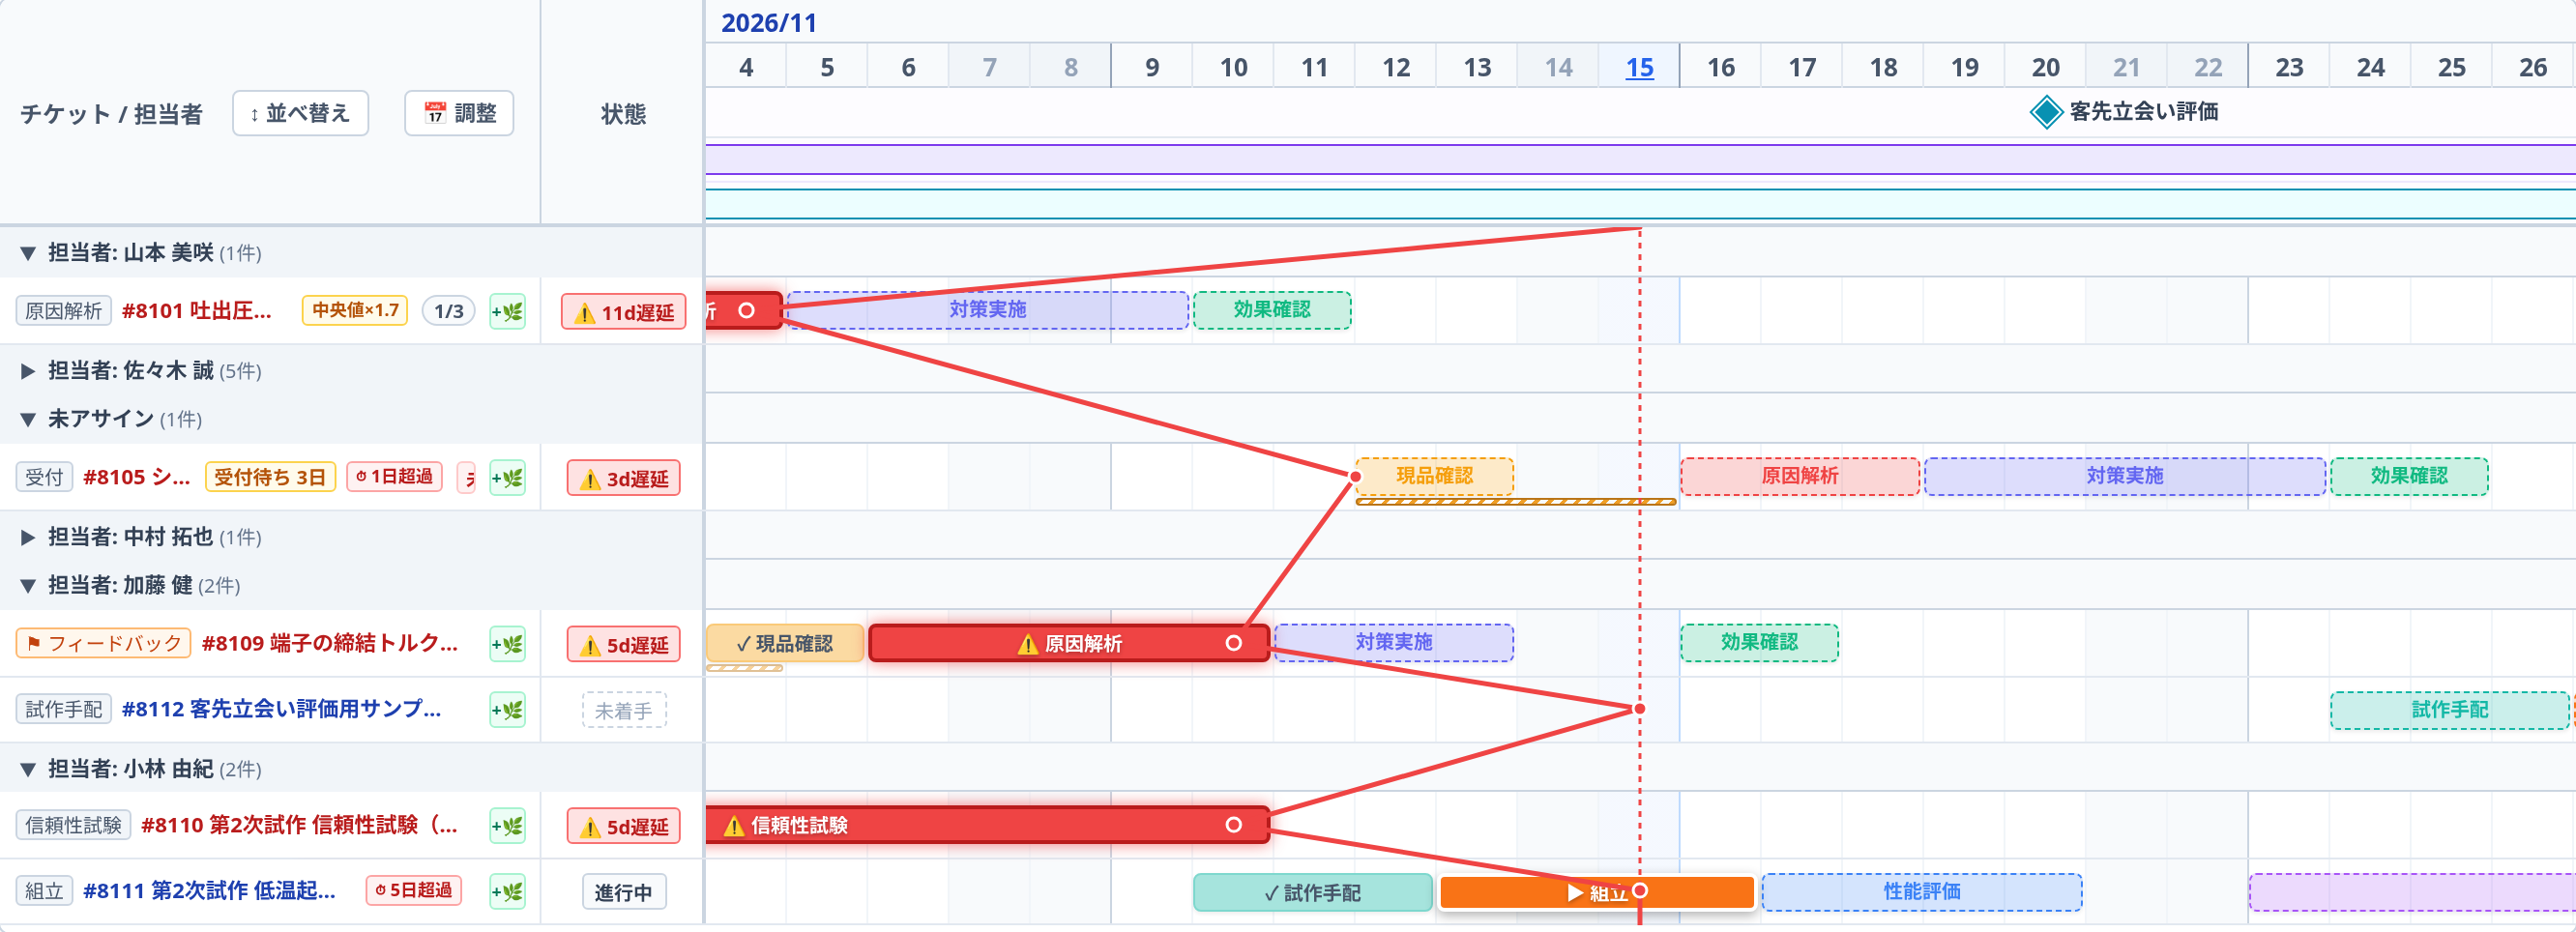 2026/11
4 5 6 7 8 9 10 11 12 13 14 15 16 17 18 19 20 21 22 23 24 25 26
チケット / 担当者 ↕ 並べ替え 📅 調整 状態
客先立会い評価
▼ 担当者: 山本 美咲 (1件)
原因解析 #8101 吐出圧... 中央値×1.7 1/3 +🌿 ⚠️ 11d遅延 析 対策実施 効果確認
▶ 担当者: 佐々木 誠 (5件)
▼ 未アサイン (1件)
受付 #8105 シ... 受付待ち 3日 ⏱ 1日超過 +🌿 ⚠️ 3d遅延 現品確認 原因解析 対策実施 効果確認
▶ 担当者: 中村 拓也 (1件)
▼ 担当者: 加藤 健 (2件)
⚑ フィードバック #8109 端子の締結トルク... +🌿 ⚠️ 5d遅延 ✓ 現品確認 ⚠️ 原因解析 対策実施 効果確認
試作手配 #8112 客先立会い評価用サンプ... +🌿 未着手 試作手配
▼ 担当者: 小林 由紀 (2件)
信頼性試験 #8110 第2次試作 信頼性試験（... +🌿 ⚠️ 5d遅延 ⚠️ 信頼性試験
組立 #8111 第2次試作 低温起... ⏱ 5日超過 +🌿 進行中 ✓ 試作手配 ▶ 組立 性能評価